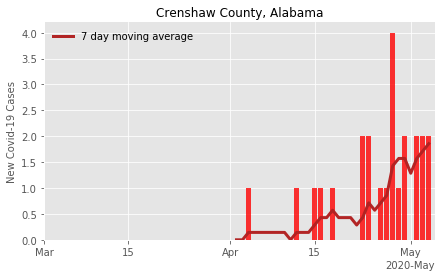 Crenshaw County, Alabama
7 day moving average
New Covid-19 Cases
4.0
3.5
3.0
2.5
2.0
1.5
1.0
0.5
0.0
Mar 15 Apr 15 May
2020-May